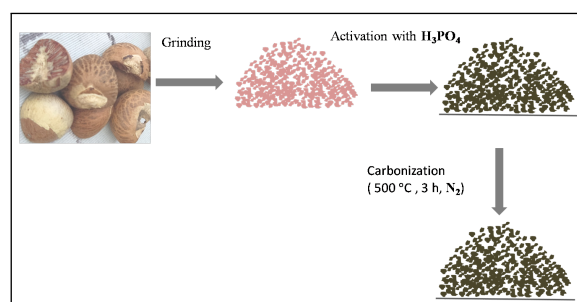 Grinding
Activation with H₃PO₄
Carbonization
( 500 °C , 3 h, N₂)